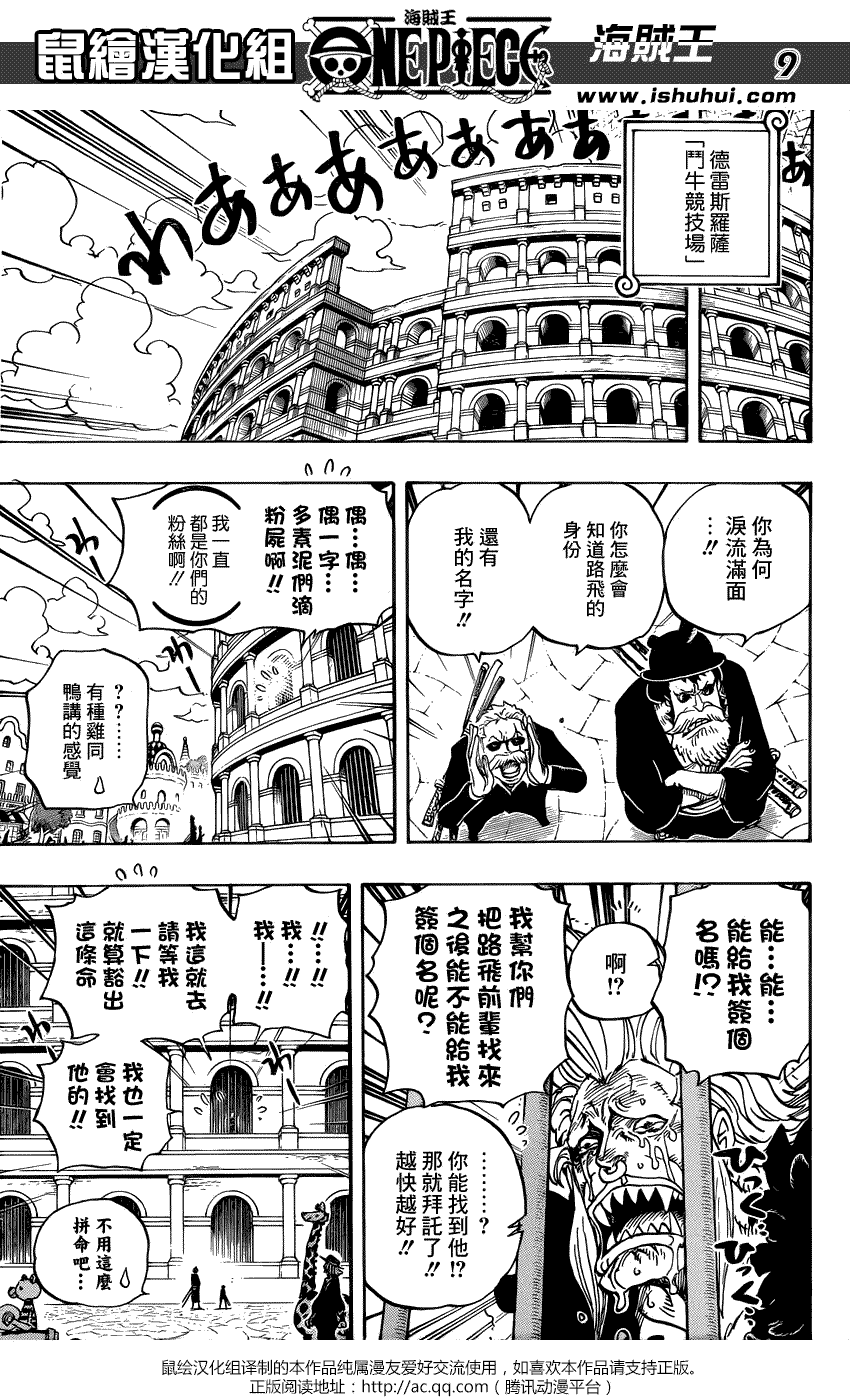 鼠繪漢化組
海賊王
ONE PIECE
海賊王
9
www.ishuhui.com
德雷斯羅薩
「鬥牛競技場」
わあああああああ
你為何
淚流滿面
…!!
你怎麼會
知道路飛的
身份
還有
我的名字!!
偶…偶…
偶一字…
多素泥們滴
粉屍啊!!
我一直
都是你們的
粉絲啊!!
??……
有種雞同
鴨講的感覺
能…能…
能給我簽個
名嗎!?
啊!?
我幫你們
把路飛前輩找來
之後能不能給我
簽個名呢?
………?
你能找到他!?
那就拜託了!!
越快越好!!
ひっく…
ひっく…
!!…!!
我…!!
我—…!!
我這就去
請等我
一下!!
就算豁出
這條命
我也一定
會找到
他的!!
不用這麼
拼命吧…
鼠绘汉化组译制的本作品纯属漫友爱好交流使用，如喜欢本作品请支持正版。
正版阅读地址：http://ac.qq.com（腾讯动漫平台）